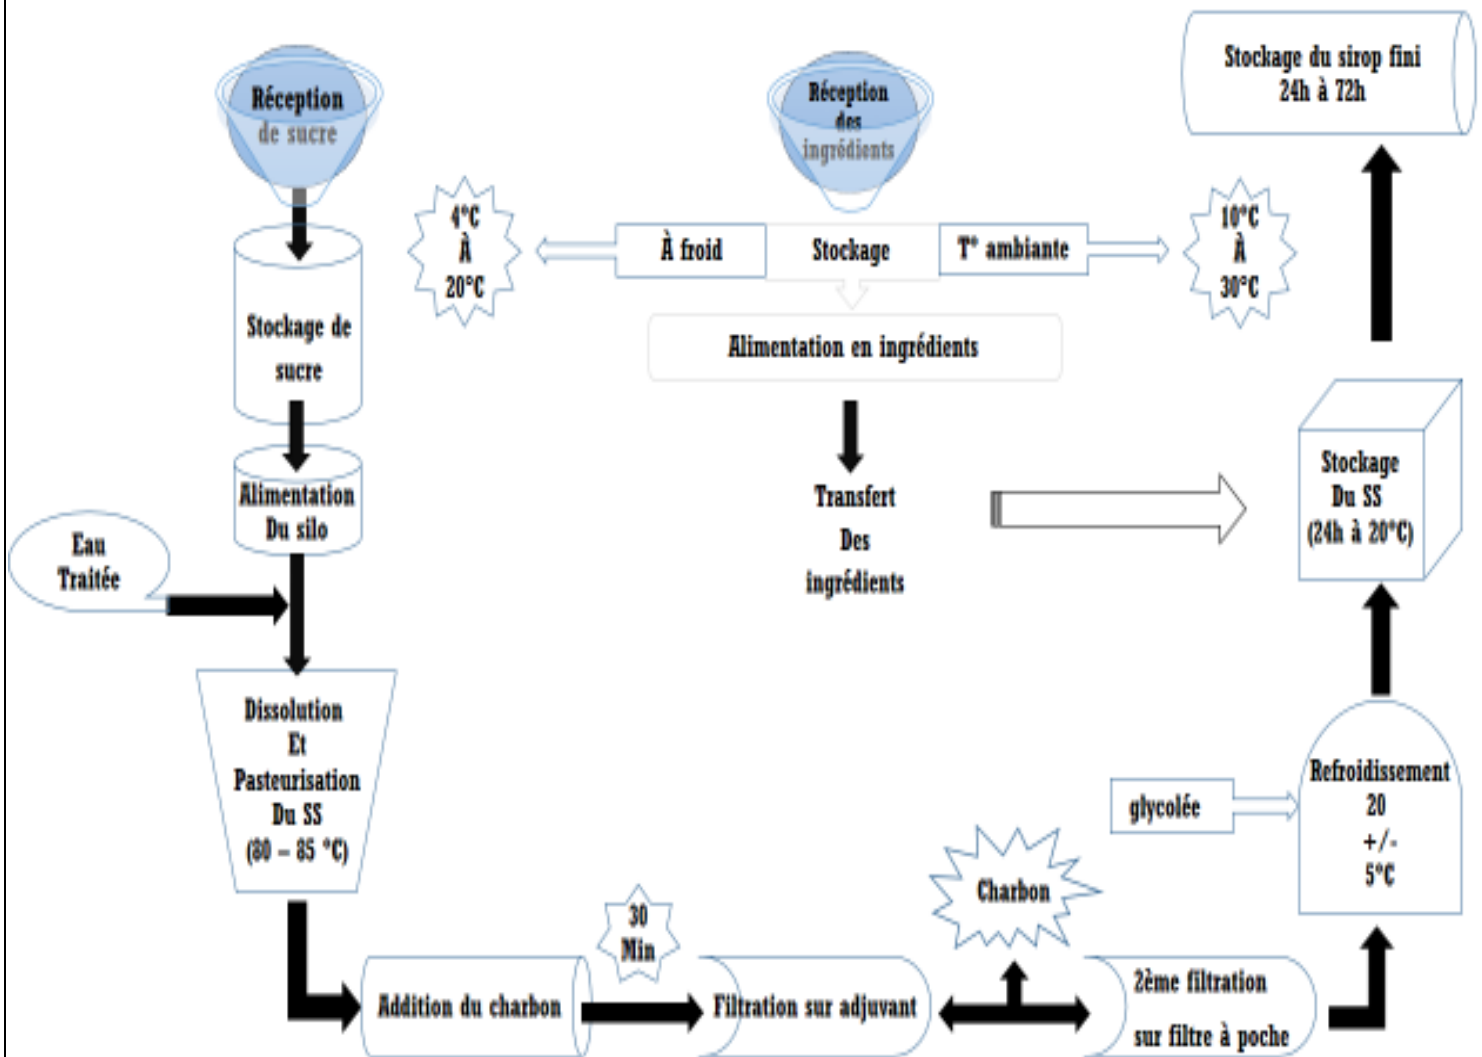 Réception
de sucre
Stockage de
sucre
Alimentation
Du silo
Eau
Traitée
Dissolution
Et
Pasteurisation
Du SS
(80 – 85 °C)
Addition du charbon
30
Min
Filtration sur adjuvant
Charbon
2ème filtration
sur filtre à poche
glycolée
Refroidissement
20
+/-
5°C
Stockage
Du SS
(24h à 20°C)
Stockage du sirop fini
24h à 72h
Réception
des
ingrédients
4°C
À
20°C
À froid
Stockage
T° ambiante
10°C
À
30°C
Alimentation en ingrédients
Transfert
Des
ingrédients